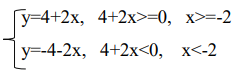 y=4+2x, 4+2x>=0, x>=-2
y=-4-2x, 4+2x<0, x<-2